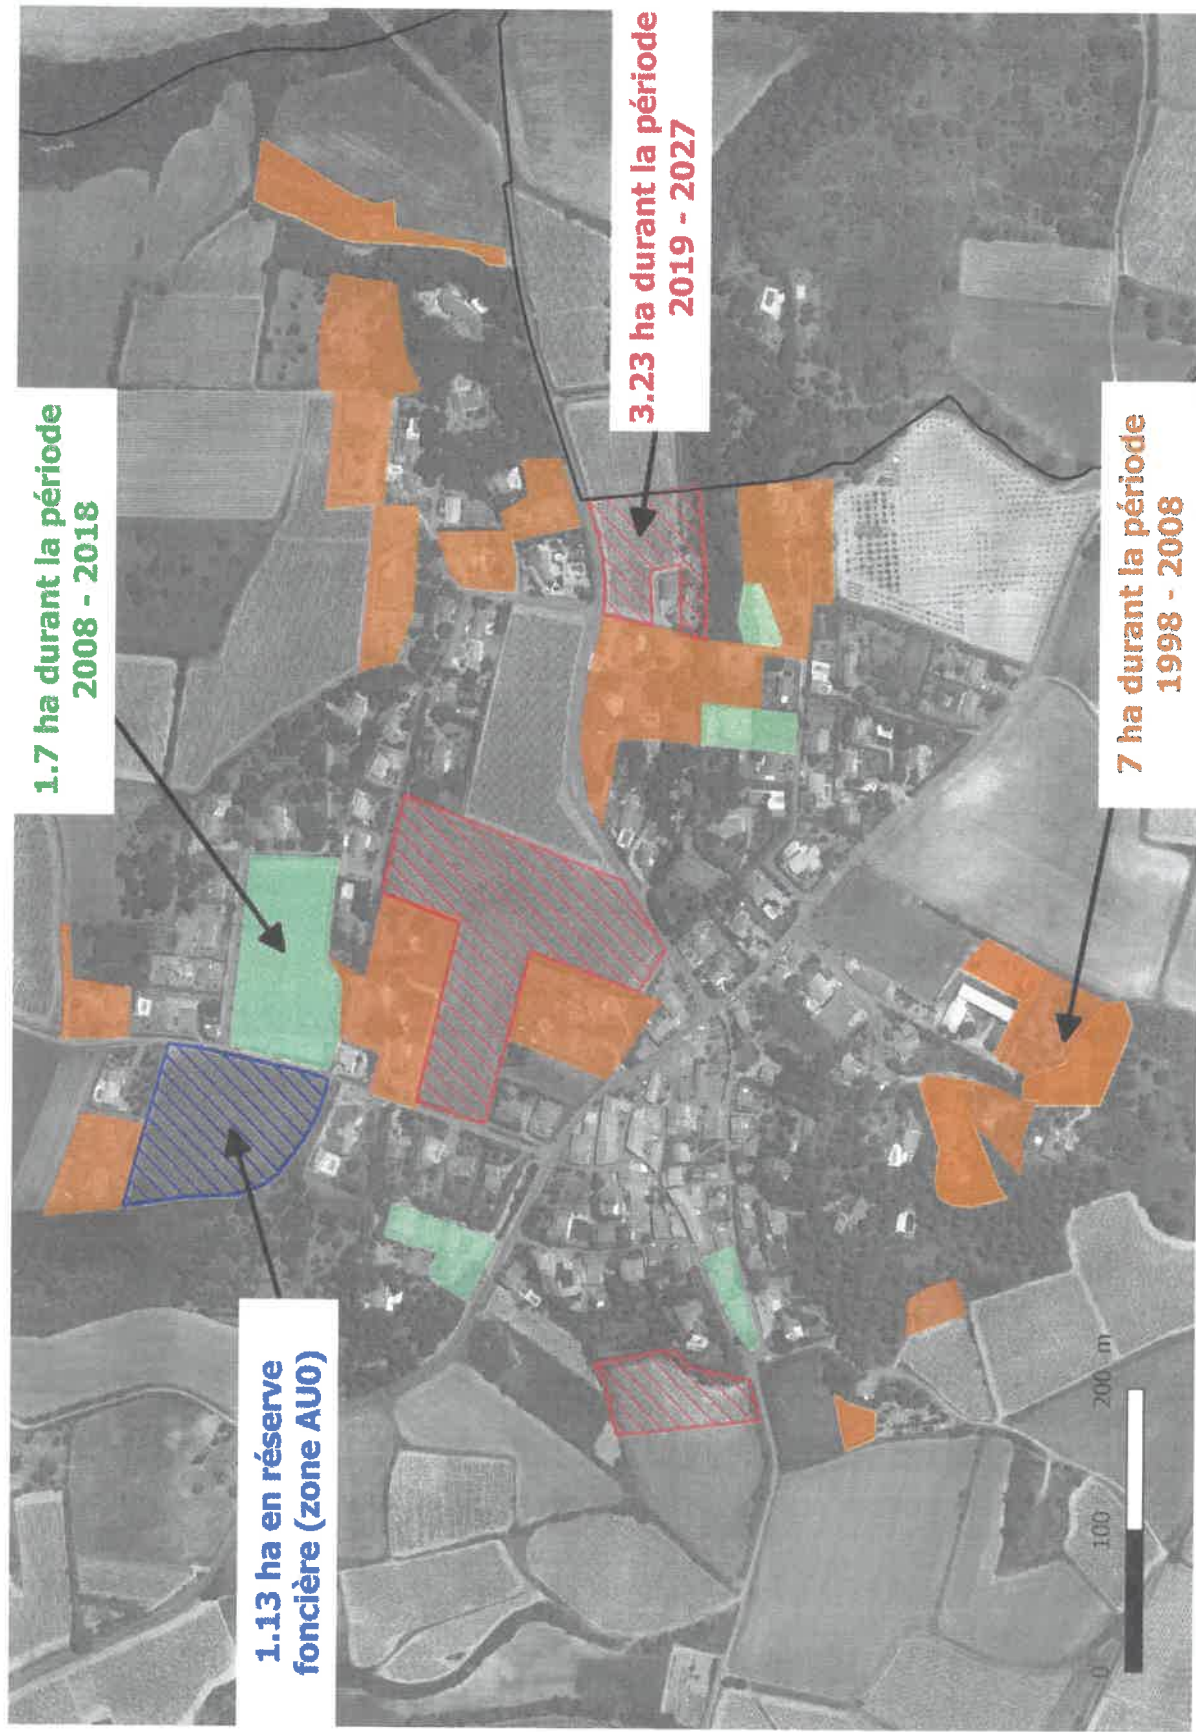 1.7 ha durant la période
2008 - 2018
1.13 ha en réserve
foncière (zone AU0)
3.23 ha durant la période
2019 - 2027
7 ha durant la période
1998 - 2008
0 100 200 m